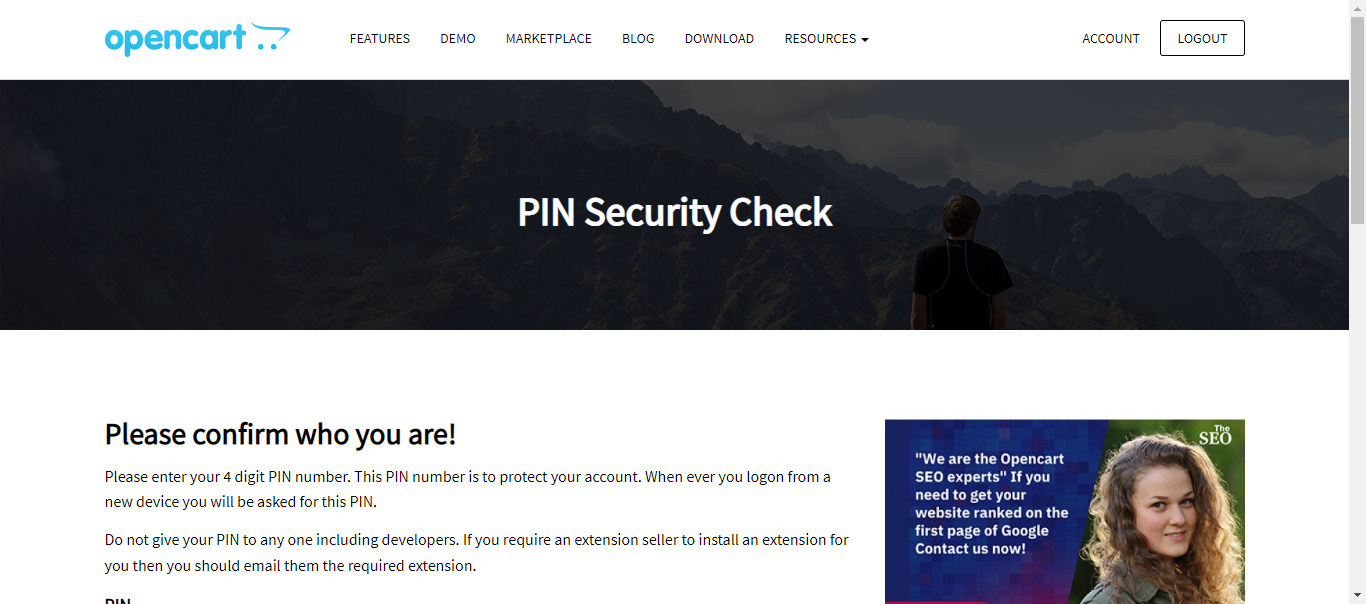 opencart
FEATURES
DEMO
MARKETPLACE
BLOG
DOWNLOAD
RESOURCES
ACCOUNT
LOGOUT
PIN Security Check
Please confirm who you are!
Please enter your 4 digit PIN number. This PIN number is to protect your account. When ever you logon from a
new device you will be asked for this PIN.
Do not give your PIN to any one including developers. If you require an extension seller to install an extension for
you then you should email them the required extension.
PIN
The
SEO
"We are the Opencart
SEO experts" If you
need to get your
website ranked on the
first page of Google
Contact us now!